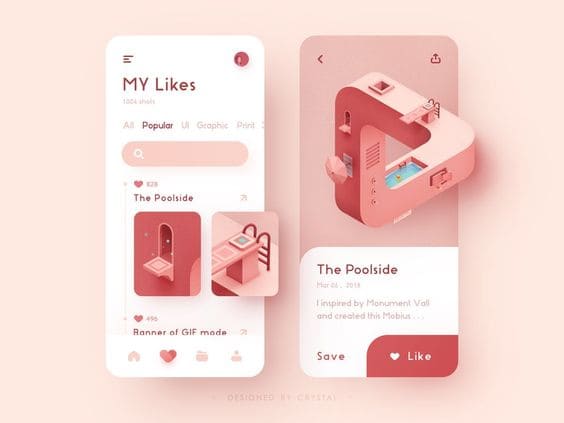 MY Likes
1004 shots
All Popular UI Graphic Print
828
The Poolside
496
Banner of GIF mode
The Poolside
Mar 06 , 2018
I inspired by Monument Vall
and created this Mobius . . .
Save
Like
DESIGNED BY CRYSTAL